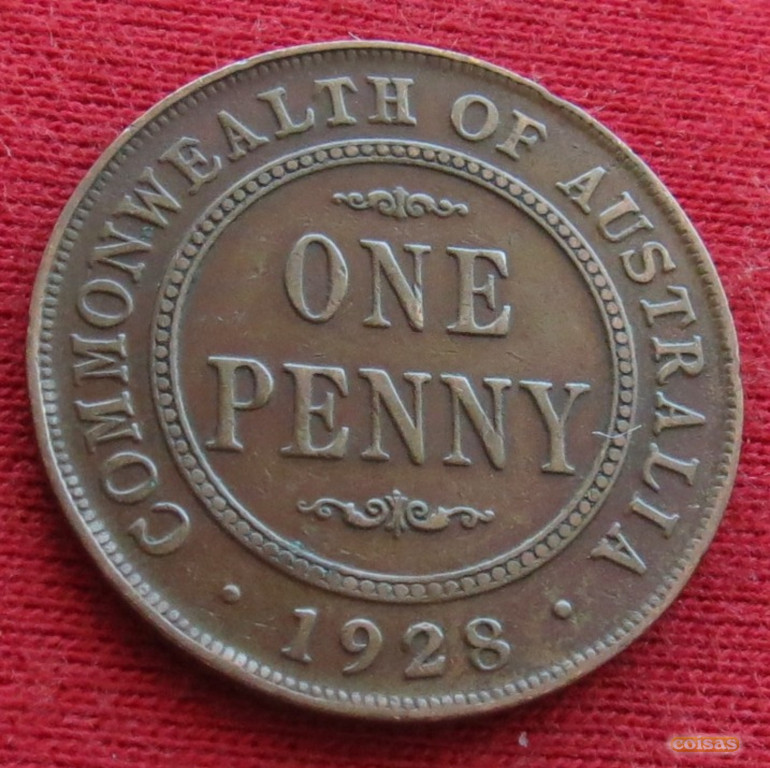 COMMONWEALTH OF AUSTRALIA
ONE
PENNY
· 1928 ·
coisas